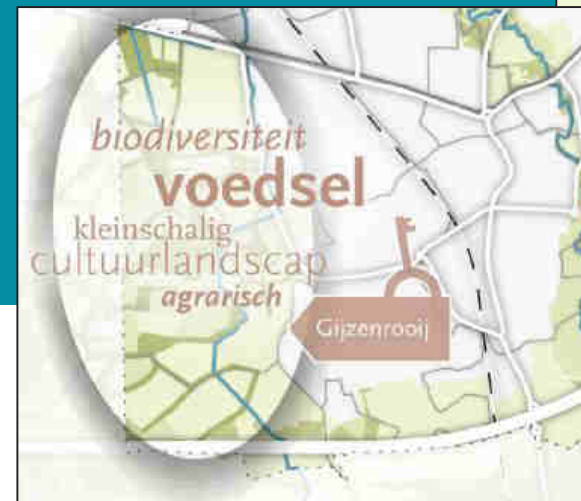 biodiversiteit
voedsel
kleinschalig
cultuurlandscap
agrarisch
Gijzenrooij